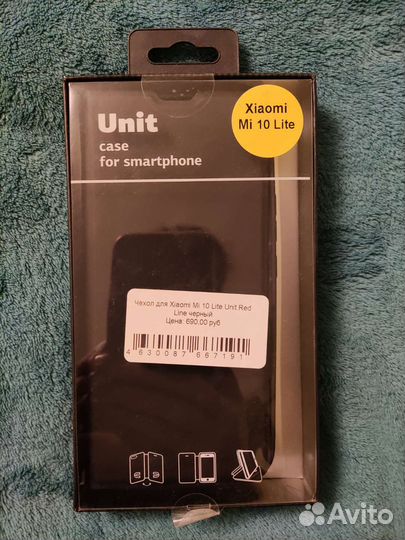 Unit
case
for smartphone
Xiaomi
Mi 10 Lite
Чехол для Xiaomi Mi 10 Lite Unit Red
Line черный
Цена: 690,00 руб
4 630087 667191
Avito